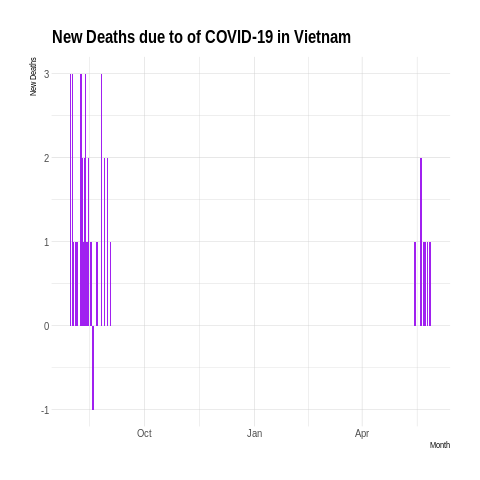 New Deaths due to of COVID-19 in Vietnam
New Deaths
3
2
1
0
-1
Oct Jan Apr
Month